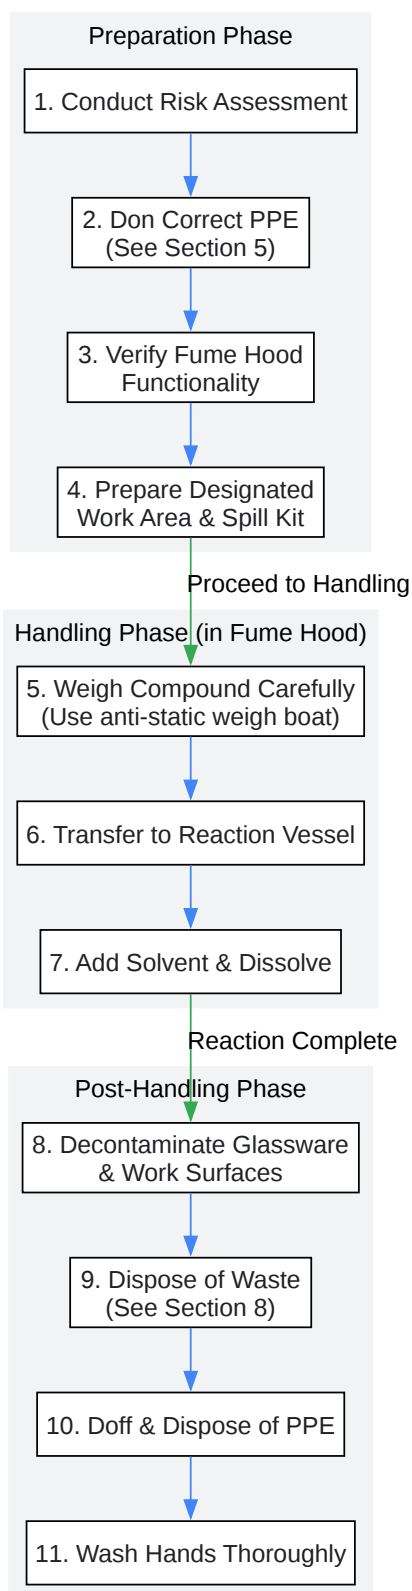 Preparation Phase
1. Conduct Risk Assessment
2. Don Correct PPE
(See Section 5)
3. Verify Fume Hood
Functionality
4. Prepare Designated
Work Area & Spill Kit
Proceed to Handling
Handling Phase (in Fume Hood)
5. Weigh Compound Carefully
(Use anti-static weigh boat)
6. Transfer to Reaction Vessel
7. Add Solvent & Dissolve
Reaction Complete
Post-Handling Phase
8. Decontaminate Glassware
& Work Surfaces
9. Dispose of Waste
(See Section 8)
10. Doff & Dispose of PPE
11. Wash Hands Thoroughly